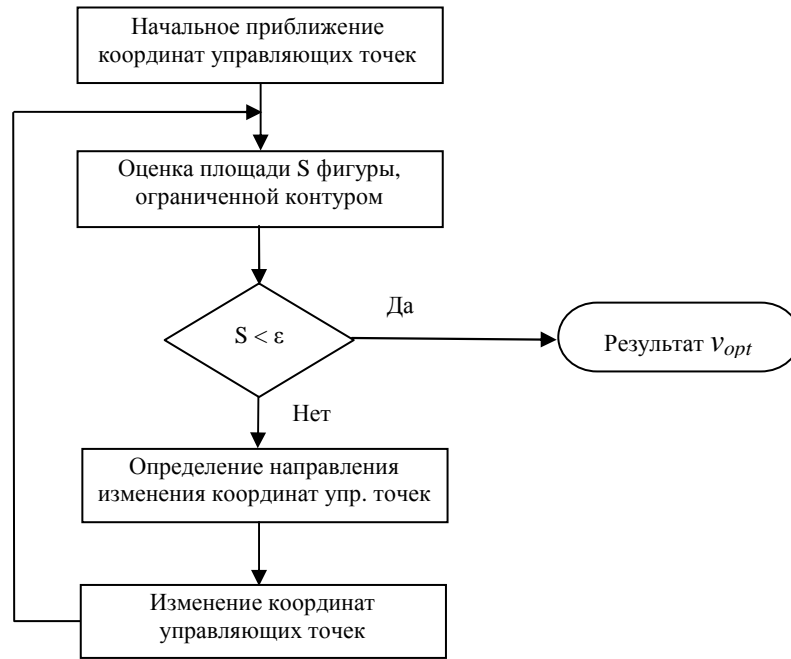 Начальное приближение
координат управляющих точек
Оценка площади S фигуры,
ограниченной контуром
Да
S < ε
Результат v_opt
Нет
Определение направления
изменения координат упр. точек
Изменение координат
управляющих точек